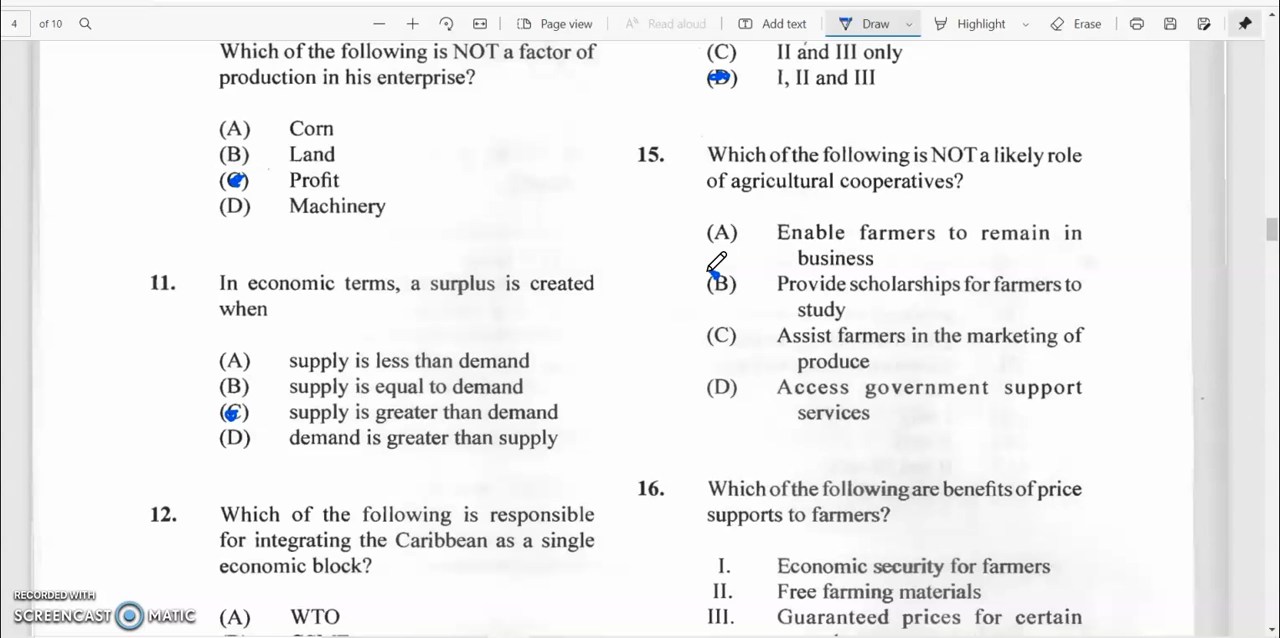 4 of 10 Page view Read aloud Add text Draw Highlight Erase
Which of the following is NOT a factor of
production in his enterprise?
(A) Corn
(B) Land
(C) Profit
(D) Machinery
11. In economic terms, a surplus is created
when
(A) supply is less than demand
(B) supply is equal to demand
(C) supply is greater than demand
(D) demand is greater than supply
12. Which of the following is responsible
for integrating the Caribbean as a single
economic block?
(A) WTO
(C) II and III only
(D) I, II and III
15. Which of the following is NOT a likely role
of agricultural cooperatives?
(A) Enable farmers to remain in
business
(B) Provide scholarships for farmers to
study
(C) Assist farmers in the marketing of
produce
(D) Access government support
services
16. Which of the following are benefits of price
supports to farmers?
I. Economic security for farmers
II. Free farming materials
III. Guaranteed prices for certain
RECORDED WITH
SCREENCAST MATIC